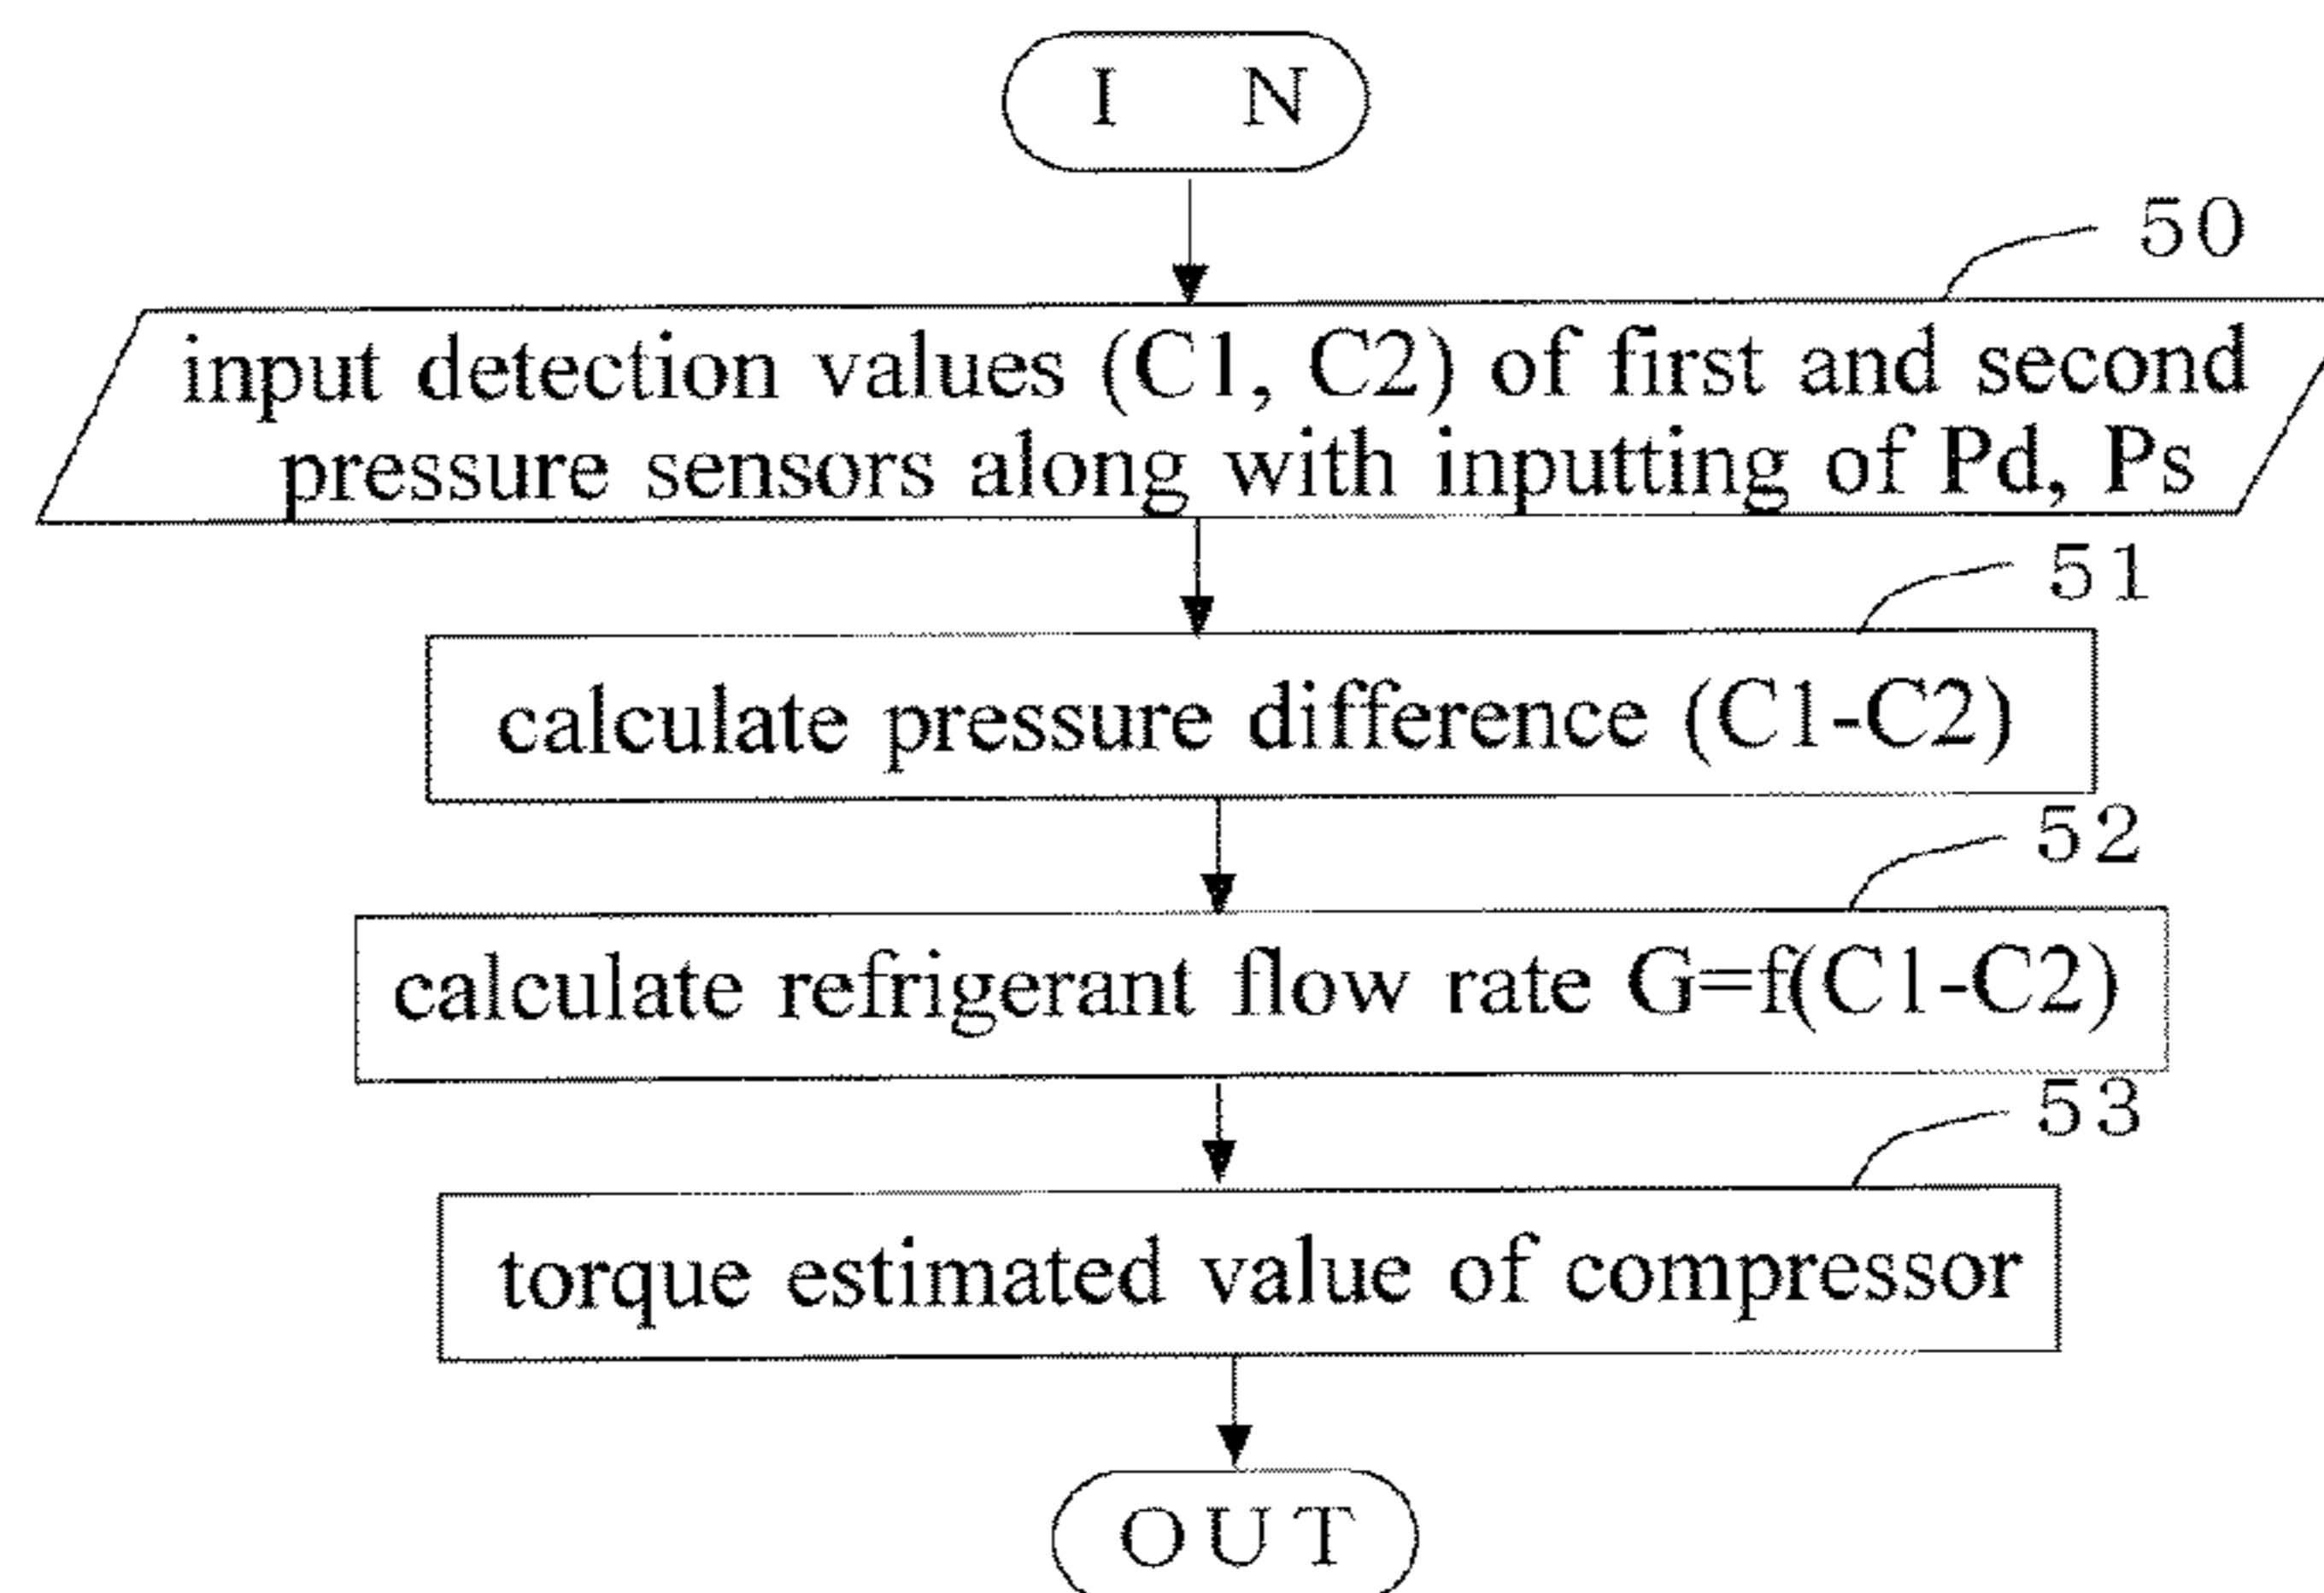 I N
50
input detection values (C1, C2) of first and second
pressure sensors along with inputting of Pd, Ps
51
calculate pressure difference (C1-C2)
52
calculate refrigerant flow rate G=f(C1-C2)
53
torque estimated value of compressor
OUT